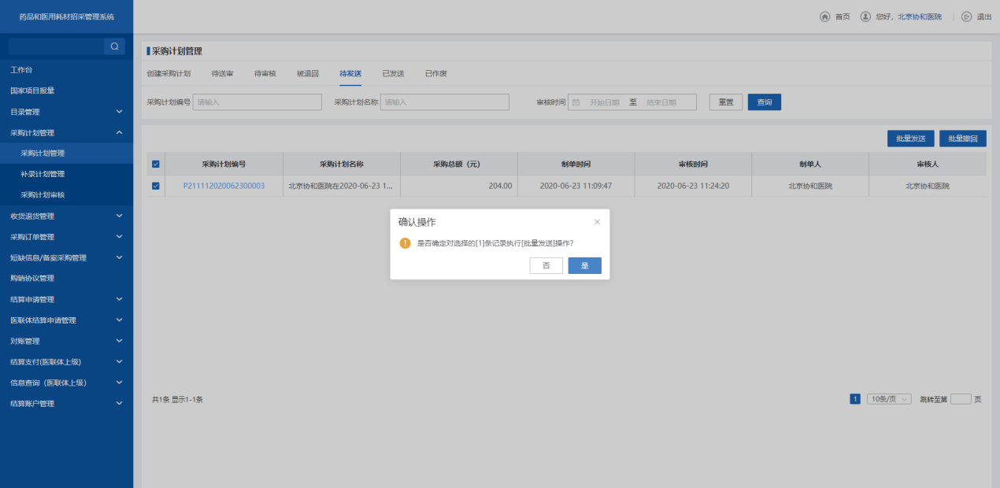 药品和医用耗材招采管理系统
首页
您好，北京协和医院
退出
工作台
国家项目报量
目录管理
采购计划管理
采购计划管理
补录计划管理
采购计划审核
收货退货管理
采购订单管理
短缺信息/备案采购管理
购销协议管理
结算申请管理
医联体结算申请管理
对账管理
结算支付(医联体上级)
信息查询（医联体上级）
结算账户管理
采购计划管理
创建采购计划 待送审 待审核 被退回 待发送 已发送 已作废
采购计划编号 请输入 采购计划名称 请输入 审核时间 开始日期 至 结束日期 重置 查询
批量发送 批量撤回
采购计划编号 采购计划名称 采购总额（元） 制单时间 审核时间 制单人 审核人
P211112020062300003 北京协和医院在2020-06-23 1... 204.00 2020-06-23 11:09:47 2020-06-23 11:24:20 北京协和医院 北京协和医院
确认操作
是否确定对选择的[1]条记录执行[批量发送]操作?
否 是
共1条 显示1-1条 1 10条/页 跳转至第 页